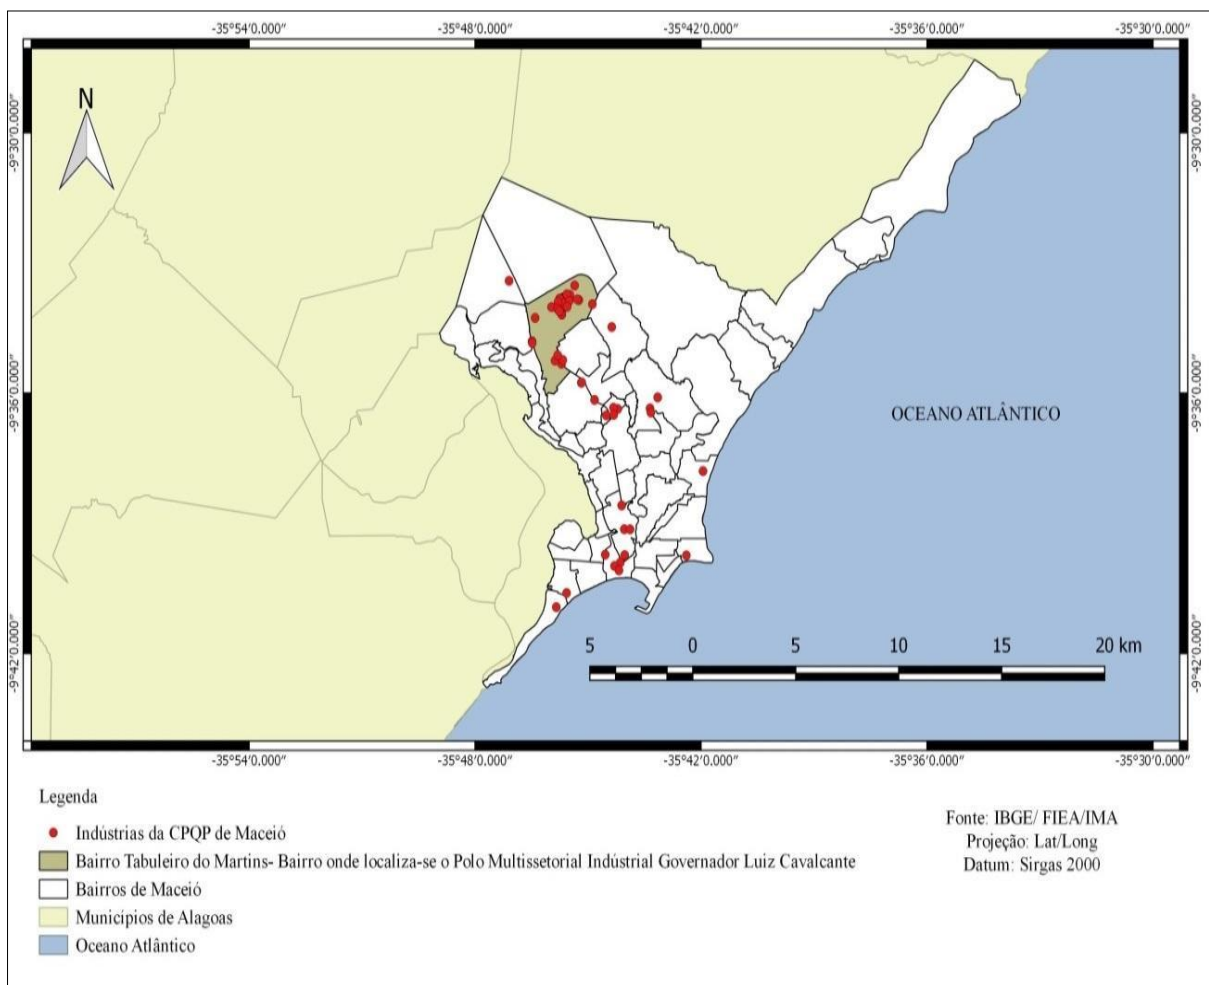 -35°54'0.000" -35°48'0.000" -35°42'0.000" -35°36'0.000" -35°30'0.000"
N
-9°30'0.000" -9°30'0.000"
-9°36'0.000" -9°36'0.000"
OCEANO ATLÂNTICO
-9°42'0.000" -9°42'0.000"
5 0 5 10 15 20 km
-35°54'0.000" -35°48'0.000" -35°42'0.000" -35°36'0.000" -35°30'0.000"
Legenda
Indústrias da CPQP de Maceió
Bairro Tabuleiro do Martins- Bairro onde localiza-se o Polo Multissetorial Indústrial Governador Luiz Cavalcante
Bairros de Maceió
Municípios de Alagoas
Oceano Atlântico
Fonte: IBGE/ FIEA/IMA
Projeção: Lat/Long
Datum: Sirgas 2000